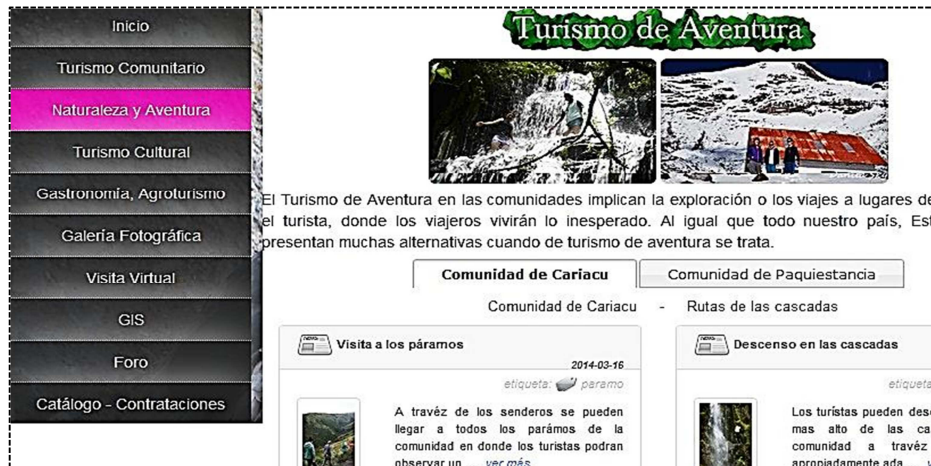 Inicio
Turismo Comunitario
Naturaleza y Aventura
Turismo Cultural
Gastronomía, Agroturismo
Galería Fotográfica
Visita Virtual
GIS
Foro
Catálogo - Contrataciones
Turismo de Aventura
El Turismo de Aventura en las comunidades implican la exploración o los viajes a lugares de
el turista, donde los viajeros vivirán lo inesperado. Al igual que todo nuestro país, Est
presentan muchas alternativas cuando de turismo de aventura se trata.
Comunidad de Cariacu
Comunidad de Paquiestancia
Comunidad de Cariacu - Rutas de las cascadas
Visita a los páramos
2014-03-16
etiqueta: paramo
A travéz de los senderos se pueden
llegar a todos los parámos de la
comunidad en donde los turistas podran
observar un ... ver más
Descenso en las cascadas
etiqueta
Los turístas pueden des
mas alto de las ca
comunidad a travéz
apropiadamente ada